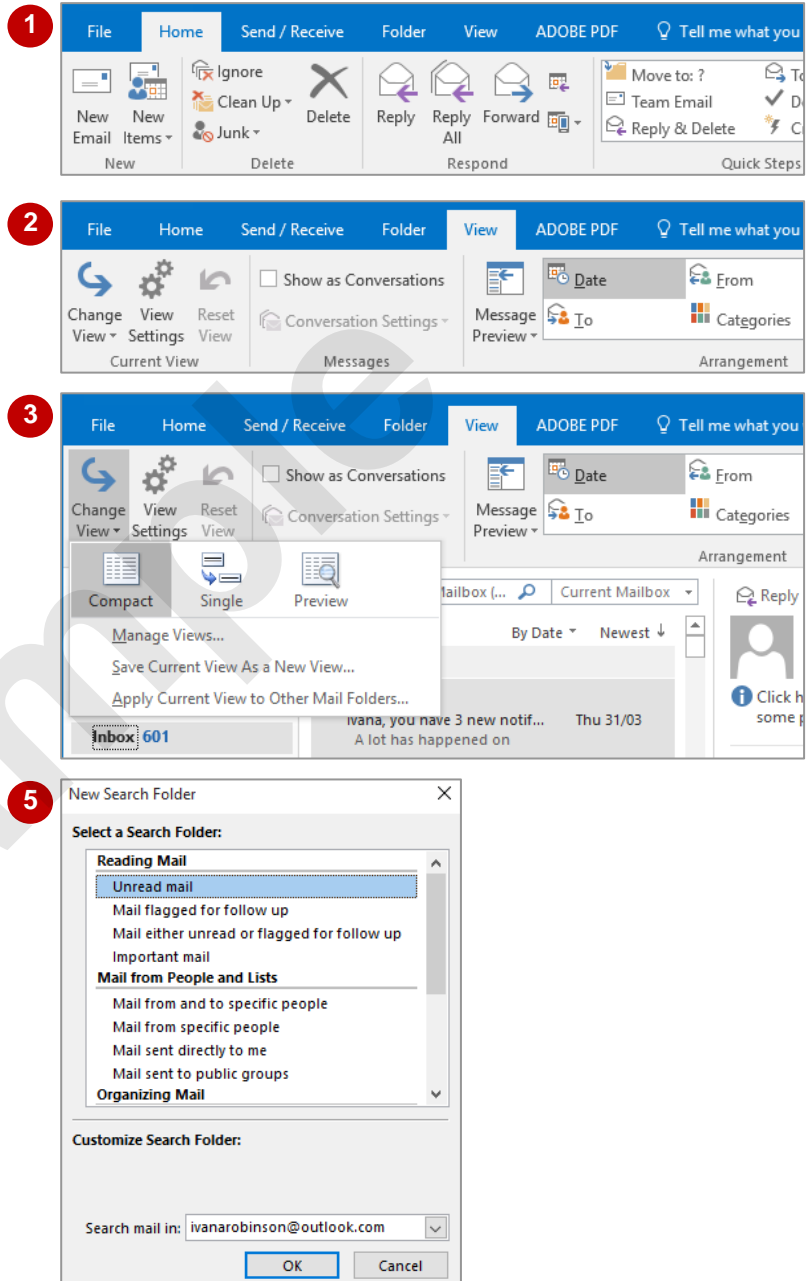 1
File Home Send / Receive Folder View ADOBE PDF Tell me what you
New Email
New Items
Ignore
Clean Up
Junk
Delete
Reply
Reply All
Forward
Move to: ?
Team Email
Reply & Delete
New Delete Respond Quick Steps
2
File Home Send / Receive Folder View ADOBE PDF Tell me what you
Change View
View Settings
Reset View
Show as Conversations
Conversation Settings
Message Preview
Date
To
From
Categories
Current View Messages Arrangement
3
File Home Send / Receive Folder View ADOBE PDF Tell me what you
Change View
View Settings
Reset View
Show as Conversations
Conversation Settings
Message Preview
Date
To
From
Categories
Arrangement
Compact Single Preview
Manage Views...
Save Current View As a New View...
Apply Current View to Other Mail Folders...
Mailbox (... Current Mailbox
Reply
By Date Newest ↓
Click h
some p
Ivana, you have 3 new notif... Thu 31/03
A lot has happened on
Inbox 601
5
New Search Folder
Select a Search Folder:
Reading Mail
Unread mail
Mail flagged for follow up
Mail either unread or flagged for follow up
Important mail
Mail from People and Lists
Mail from and to specific people
Mail from specific people
Mail sent directly to me
Mail sent to public groups
Organizing Mail
Customize Search Folder:
Search mail in: ivanarobinson@outlook.com
OK Cancel